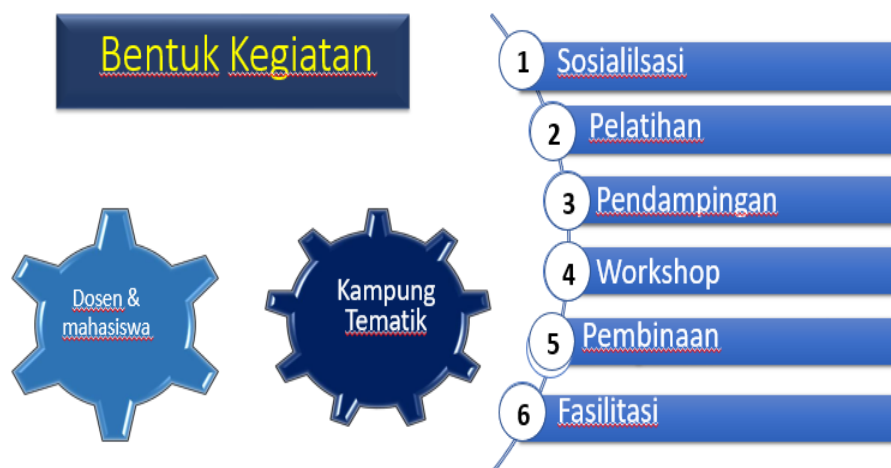 Bentuk Kegiatan
Dosen &
mahasiswa
Kampung
Tematik
1 Sosialilsasi
2 Pelatihan
3 Pendampingan
4 Workshop
5 Pembinaan
6 Fasilitasi